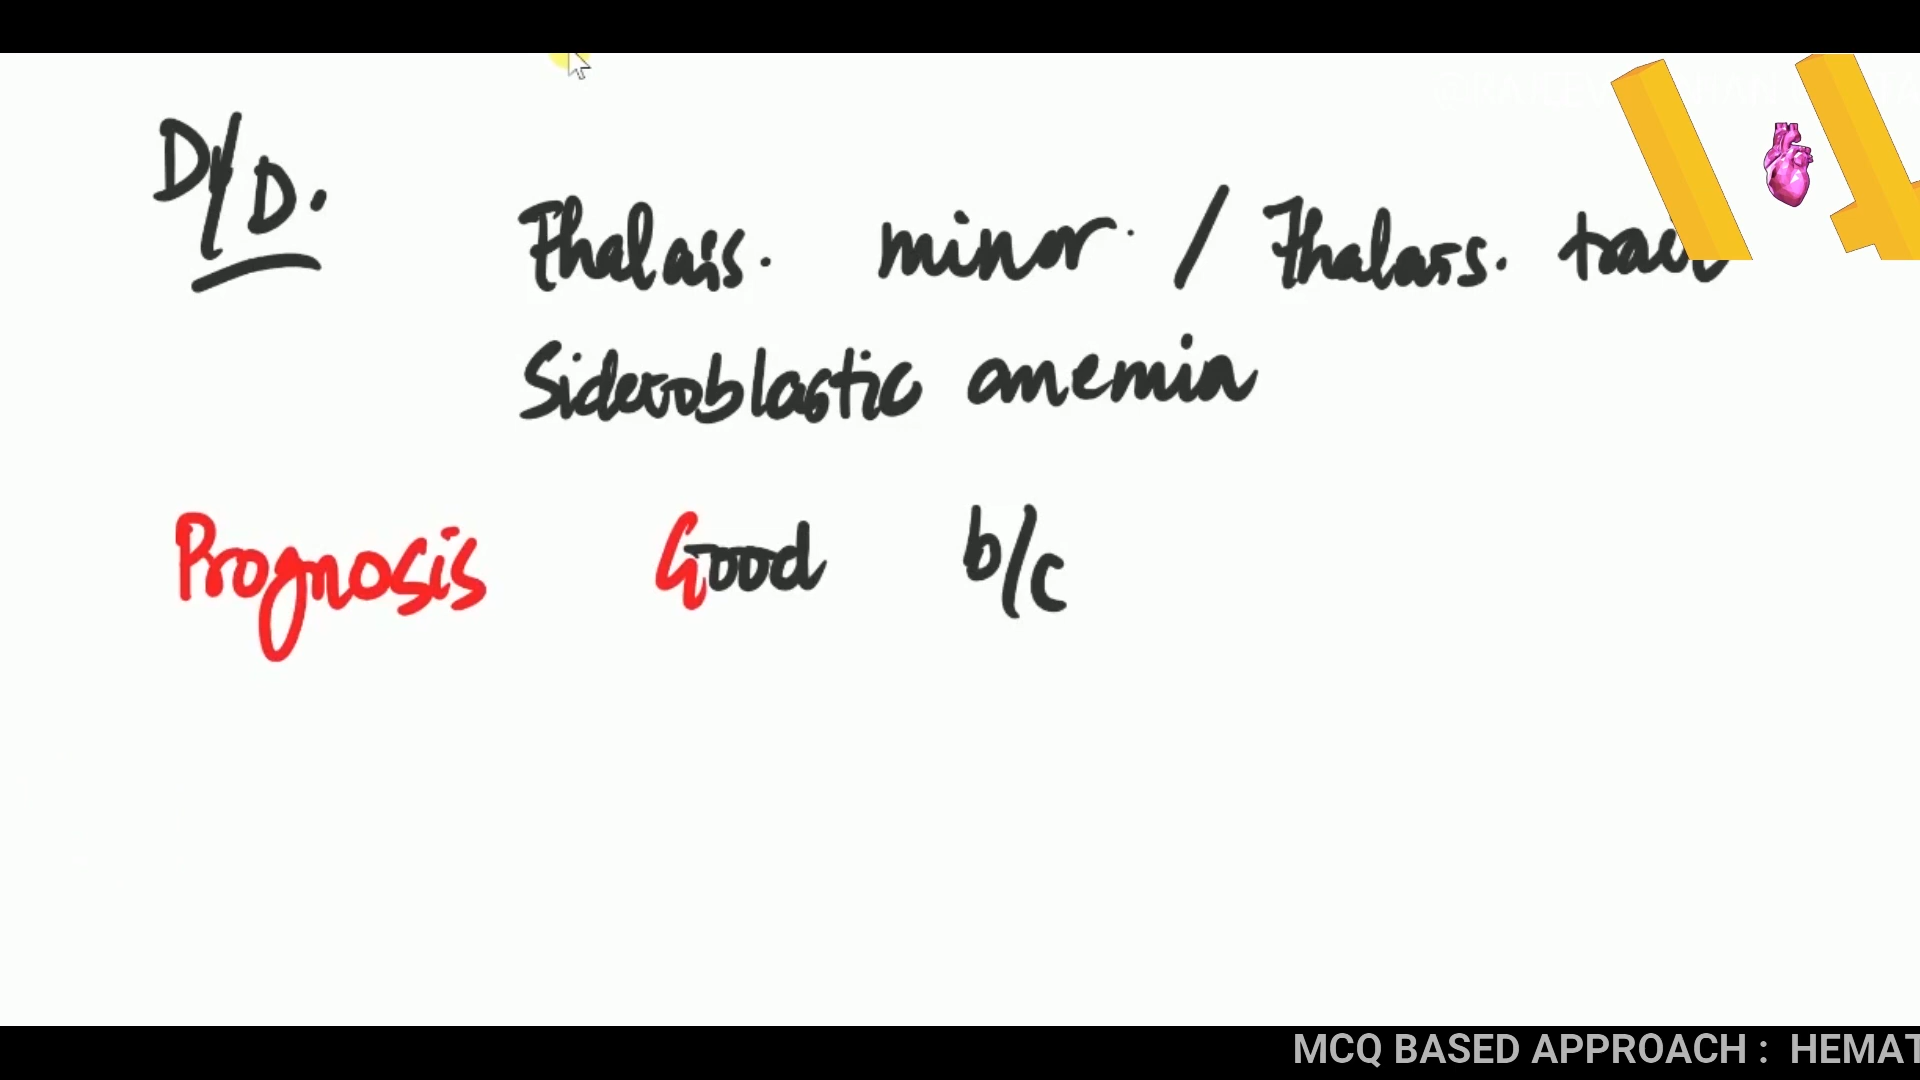 D/D.
Thalass. minor. / Thalass. trait
Sideroblastic anemia
Prognosis Good b/c
MCQ BASED APPROACH : HEMAT